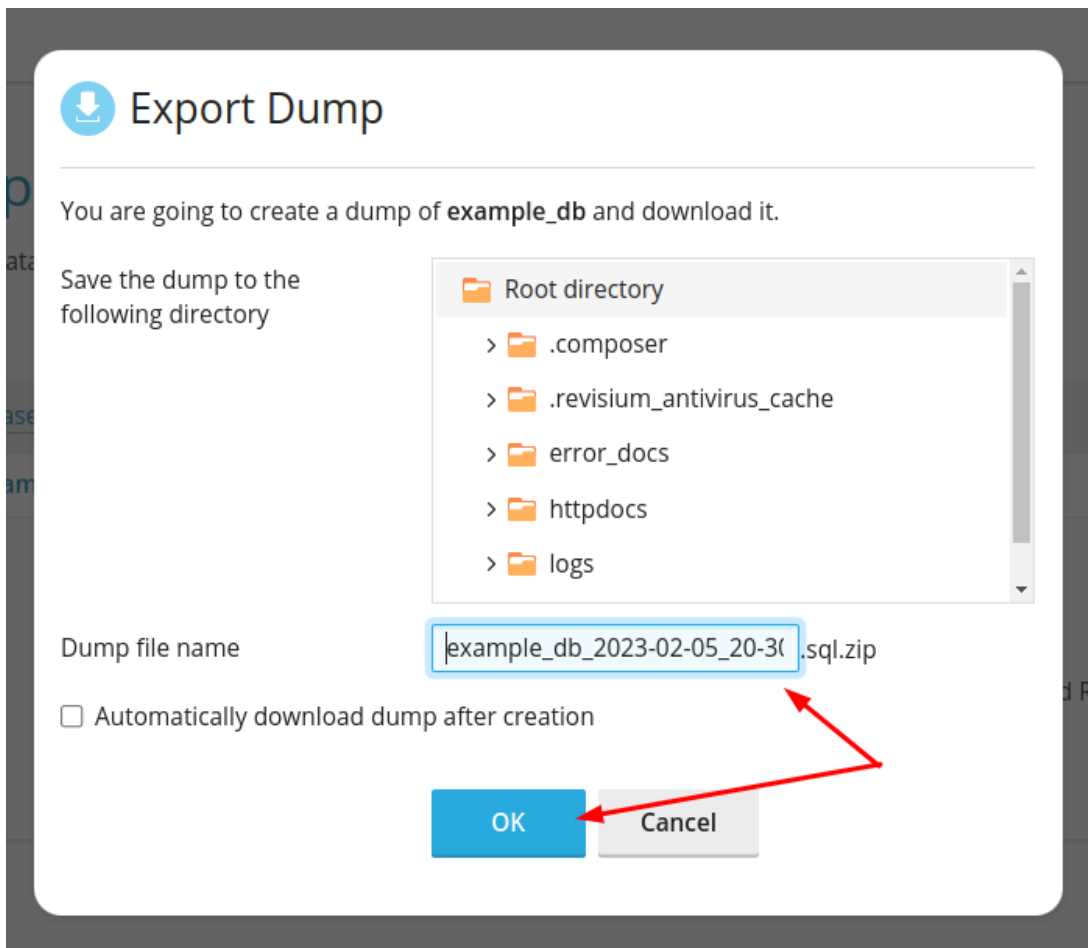 Export Dump
You are going to create a dump of example_db and download it.
Save the dump to the
following directory
Root directory
.composer
.revisium_antivirus_cache
error_docs
httpdocs
logs
Dump file name
example_db_2023-02-05_20-30 .sql.zip
Automatically download dump after creation
OK Cancel